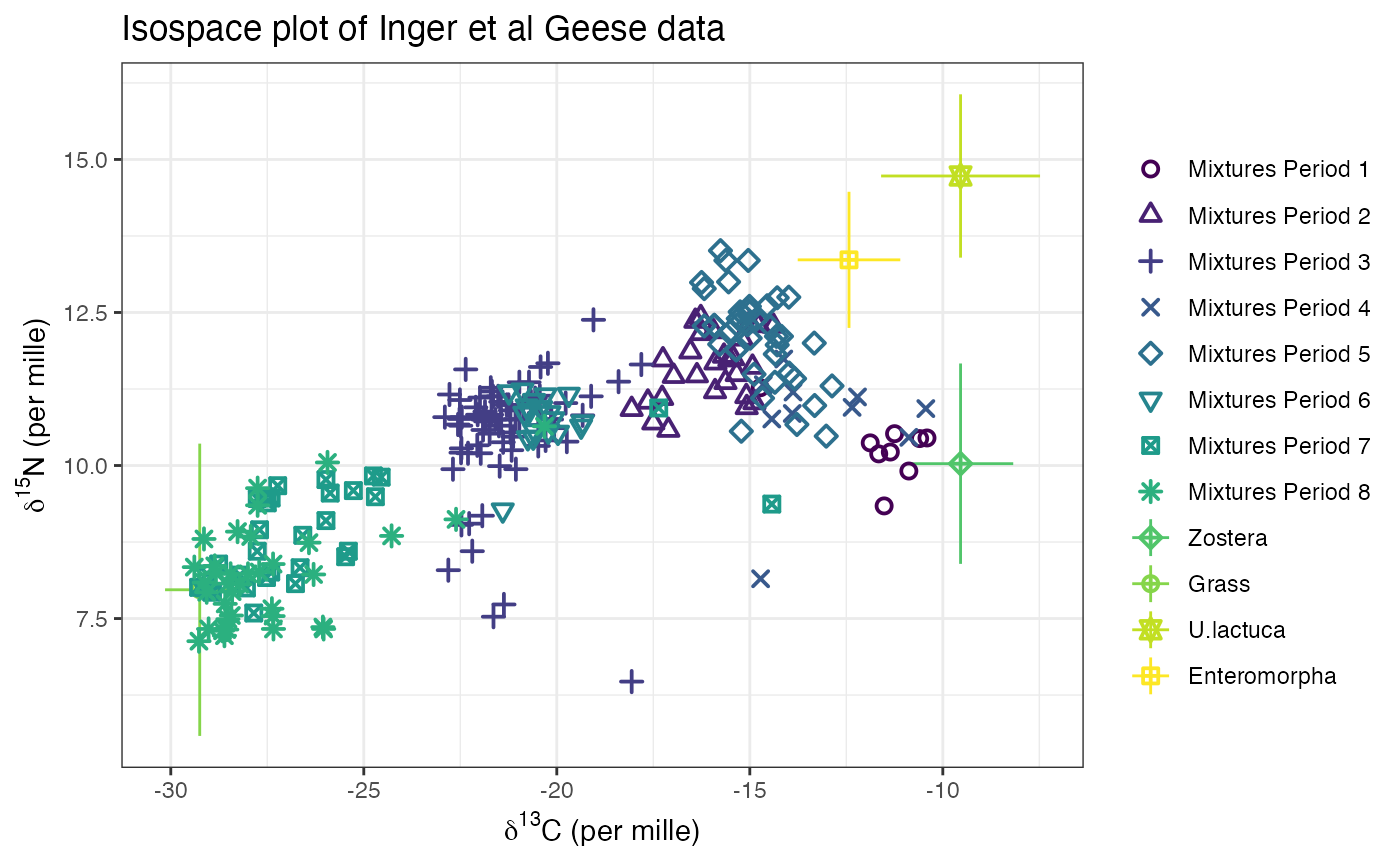 Isospace plot of Inger et al Geese data
δ15N (per mille)
15.0
12.5
10.0
7.5
-30 -25 -20 -15 -10
δ13C (per mille)
Mixtures Period 1
Mixtures Period 2
Mixtures Period 3
Mixtures Period 4
Mixtures Period 5
Mixtures Period 6
Mixtures Period 7
Mixtures Period 8
Zostera
Grass
U.lactuca
Enteromorpha